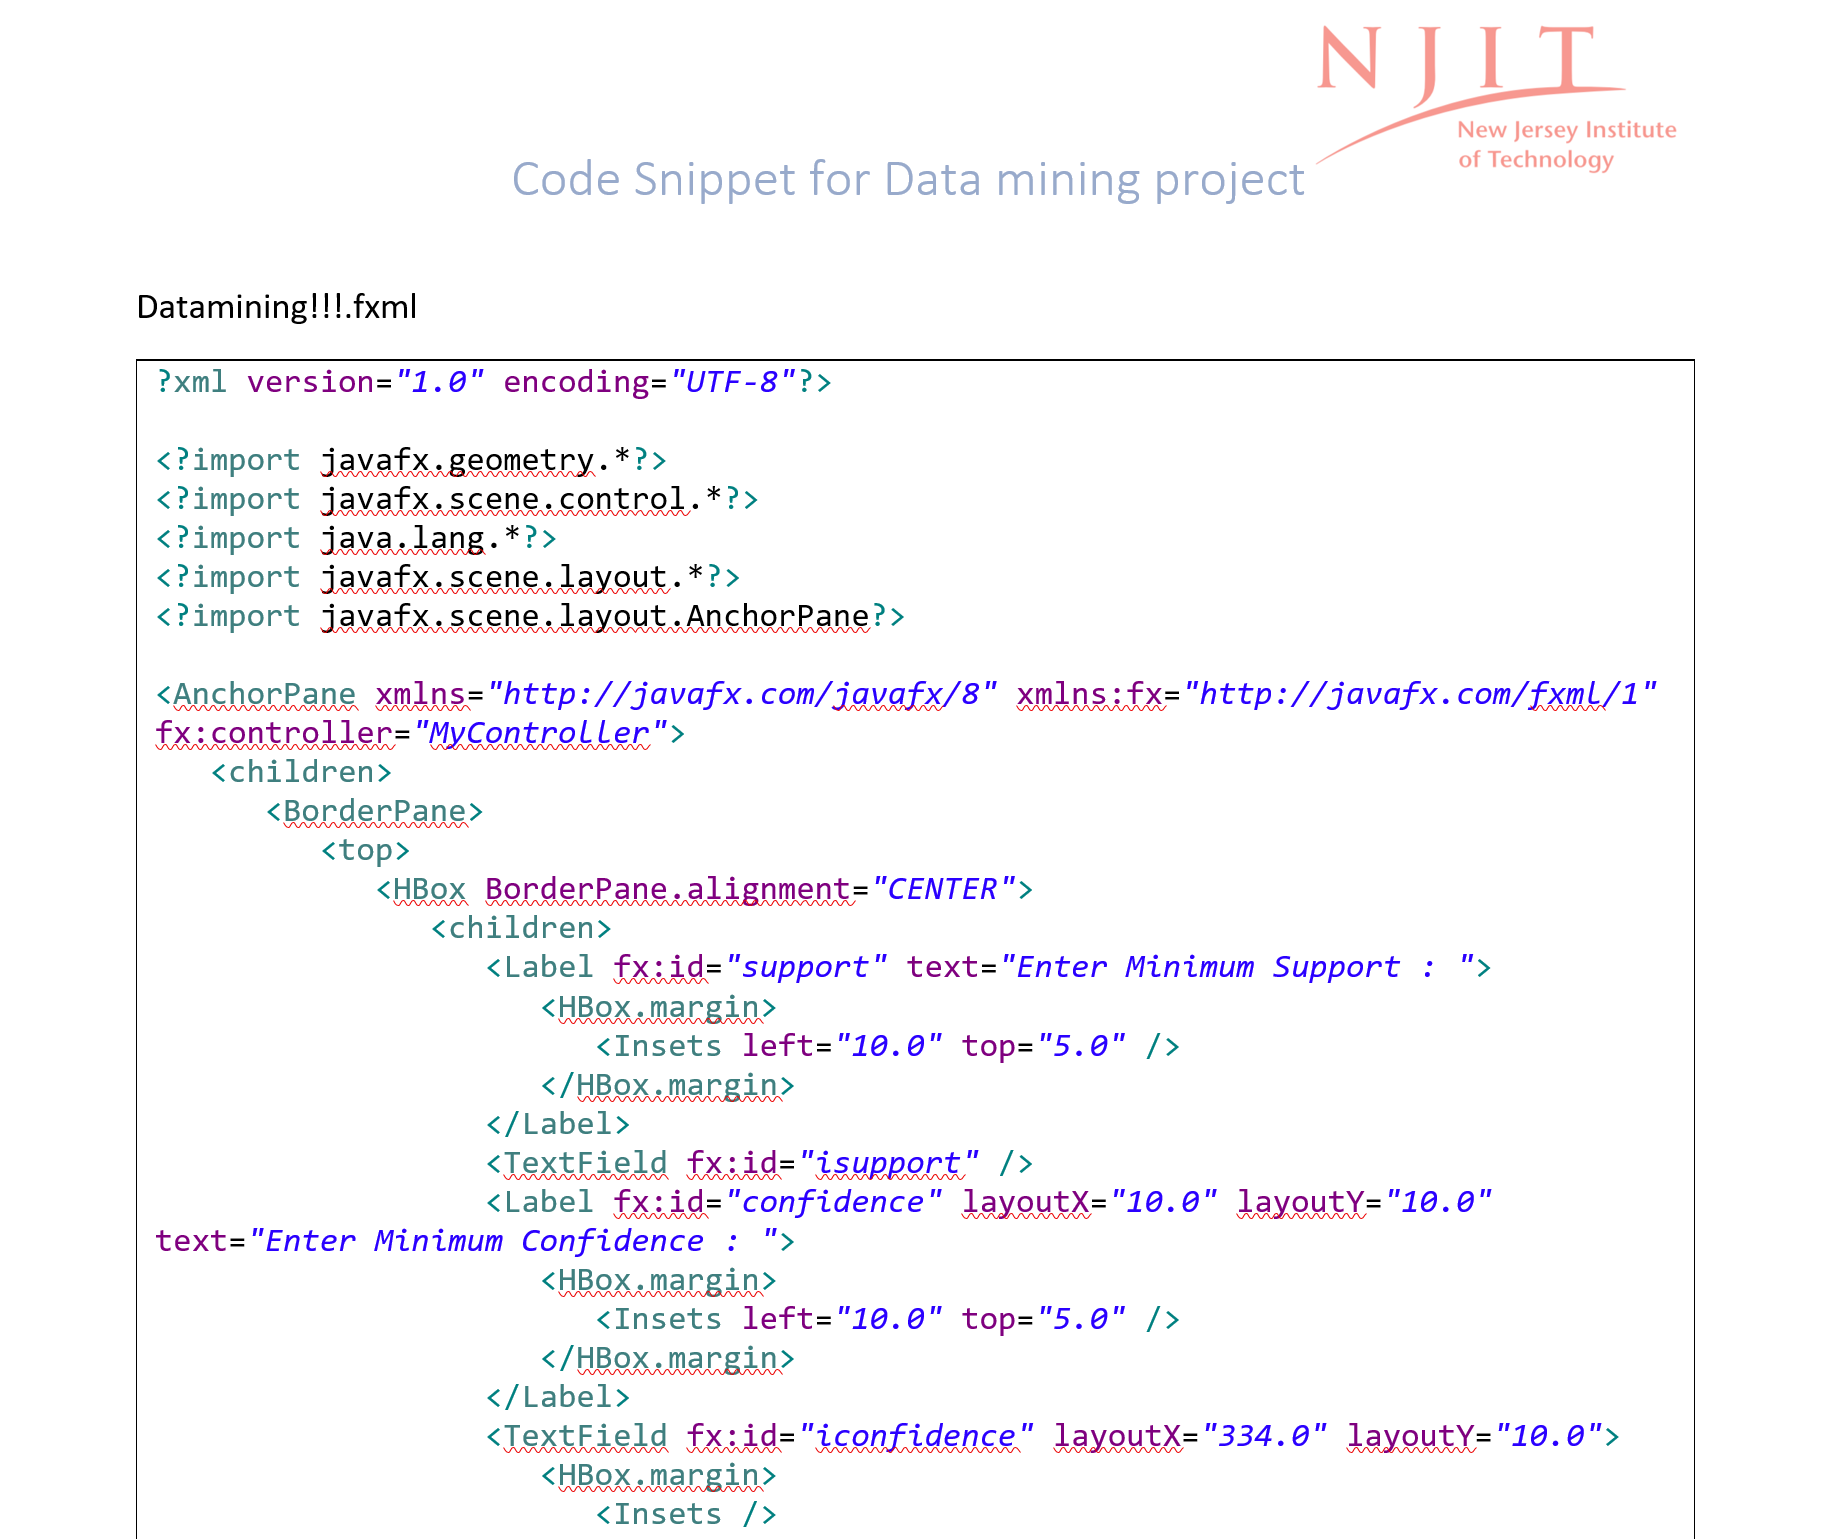 N J I T
New Jersey Institute
of Technology
Code Snippet for Data mining project
Datamining!!!.fxml
?xml version="1.0" encoding="UTF-8"?>
<?import javafx.geometry.*?>
<?import javafx.scene.control.*?>
<?import java.lang.*?>
<?import javafx.scene.layout.*?>
<?import javafx.scene.layout.AnchorPane?>
<AnchorPane xmlns="http://javafx.com/javafx/8" xmlns:fx="http://javafx.com/fxml/1"
fx:controller="MyController">
   <children>
      <BorderPane>
         <top>
            <HBox BorderPane.alignment="CENTER">
               <children>
                  <Label fx:id="support" text="Enter Minimum Support : ">
                     <HBox.margin>
                        <Insets left="10.0" top="5.0" />
                     </HBox.margin>
                  </Label>
                  <TextField fx:id="isupport" />
                  <Label fx:id="confidence" layoutX="10.0" layoutY="10.0"
text="Enter Minimum Confidence : ">
                     <HBox.margin>
                        <Insets left="10.0" top="5.0" />
                     </HBox.margin>
                  </Label>
                  <TextField fx:id="iconfidence" layoutX="334.0" layoutY="10.0">
                     <HBox.margin>
                        <Insets />